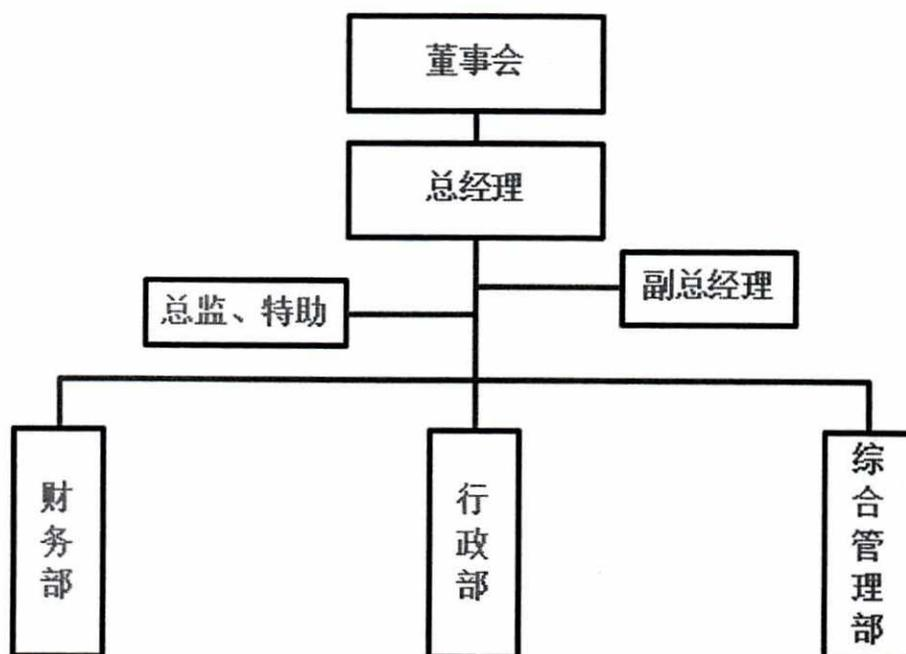 董事会
总经理
副总经理
总监、特助
财务部
行政部
综合管理部